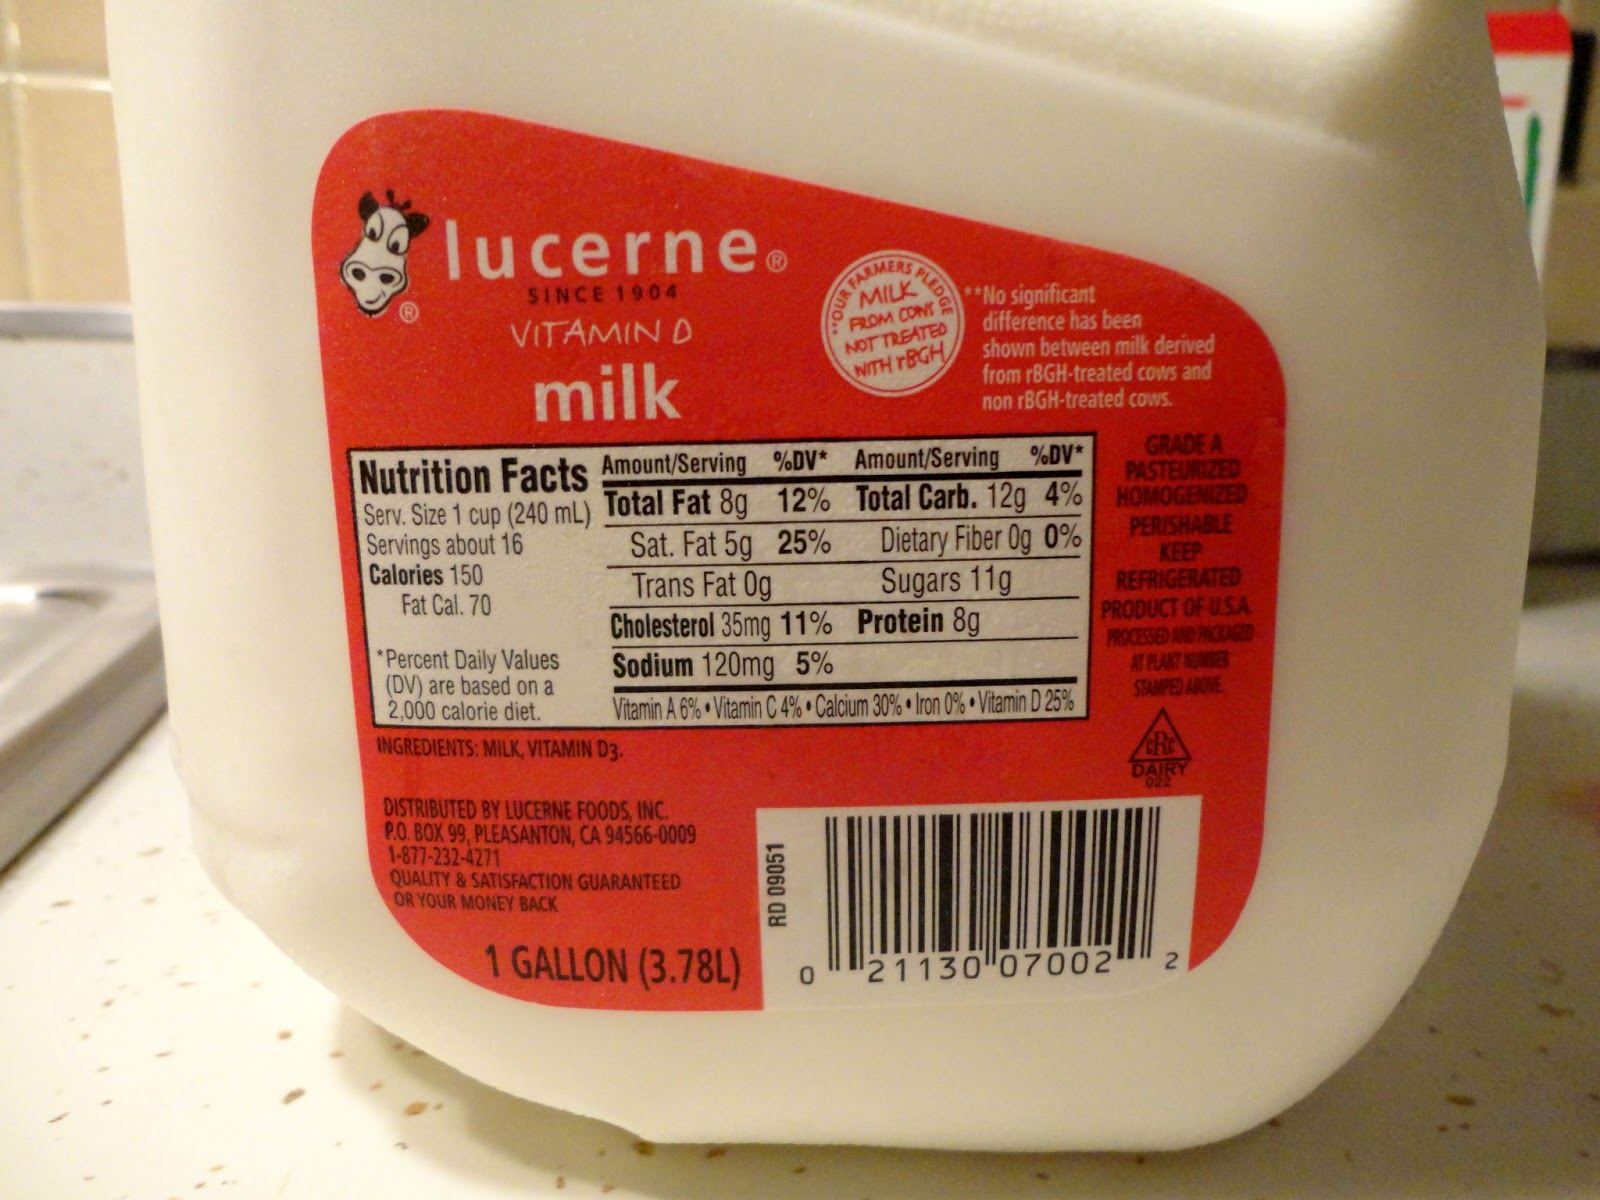 lucerne®
SINCE 1904
®
VITAMIN D
milk
**OUR FARMERS PLEDGE
MILK
FROM COWS
NOT TREATED
WITH rBGH
**No significant
difference has been
shown between milk derived
from rBGH-treated cows and
non rBGH-treated cows.
Nutrition Facts
Serv. Size 1 cup (240 mL)
Servings about 16
Calories 150
Fat Cal. 70
*Percent Daily Values
(DV) are based on a
2,000 calorie diet.
Amount/Serving %DV* Amount/Serving %DV*
Total Fat 8g 12% Total Carb. 12g 4%
Sat. Fat 5g 25% Dietary Fiber 0g 0%
Trans Fat 0g Sugars 11g
Cholesterol 35mg 11% Protein 8g
Sodium 120mg 5%
Vitamin A 6% • Vitamin C 4% • Calcium 30% • Iron 0% • Vitamin D 25%
GRADE A
PASTEURIZED
HOMOGENIZED
PERISHABLE
KEEP
REFRIGERATED
PRODUCT OF U.S.A.
PROCESSED AND PACKAGED
AT PLANT NUMBER
STAMPED ABOVE.
cRc
DAIRY
022
INGREDIENTS: MILK, VITAMIN D3.
DISTRIBUTED BY LUCERNE FOODS, INC.
P.O. BOX 99, PLEASANTON, CA 94566-0009
1-877-232-4271
QUALITY & SATISFACTION GUARANTEED
OR YOUR MONEY BACK
1 GALLON (3.78L)
RD 09051
0 21130 07002 2